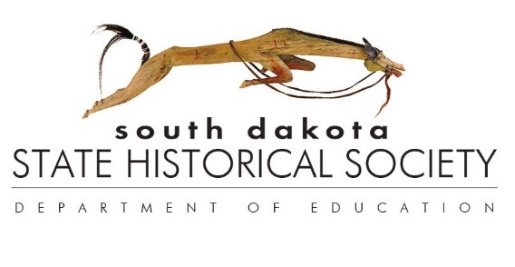 south dakota
STATE HISTORICAL SOCIETY
DEPARTMENT OF EDUCATION